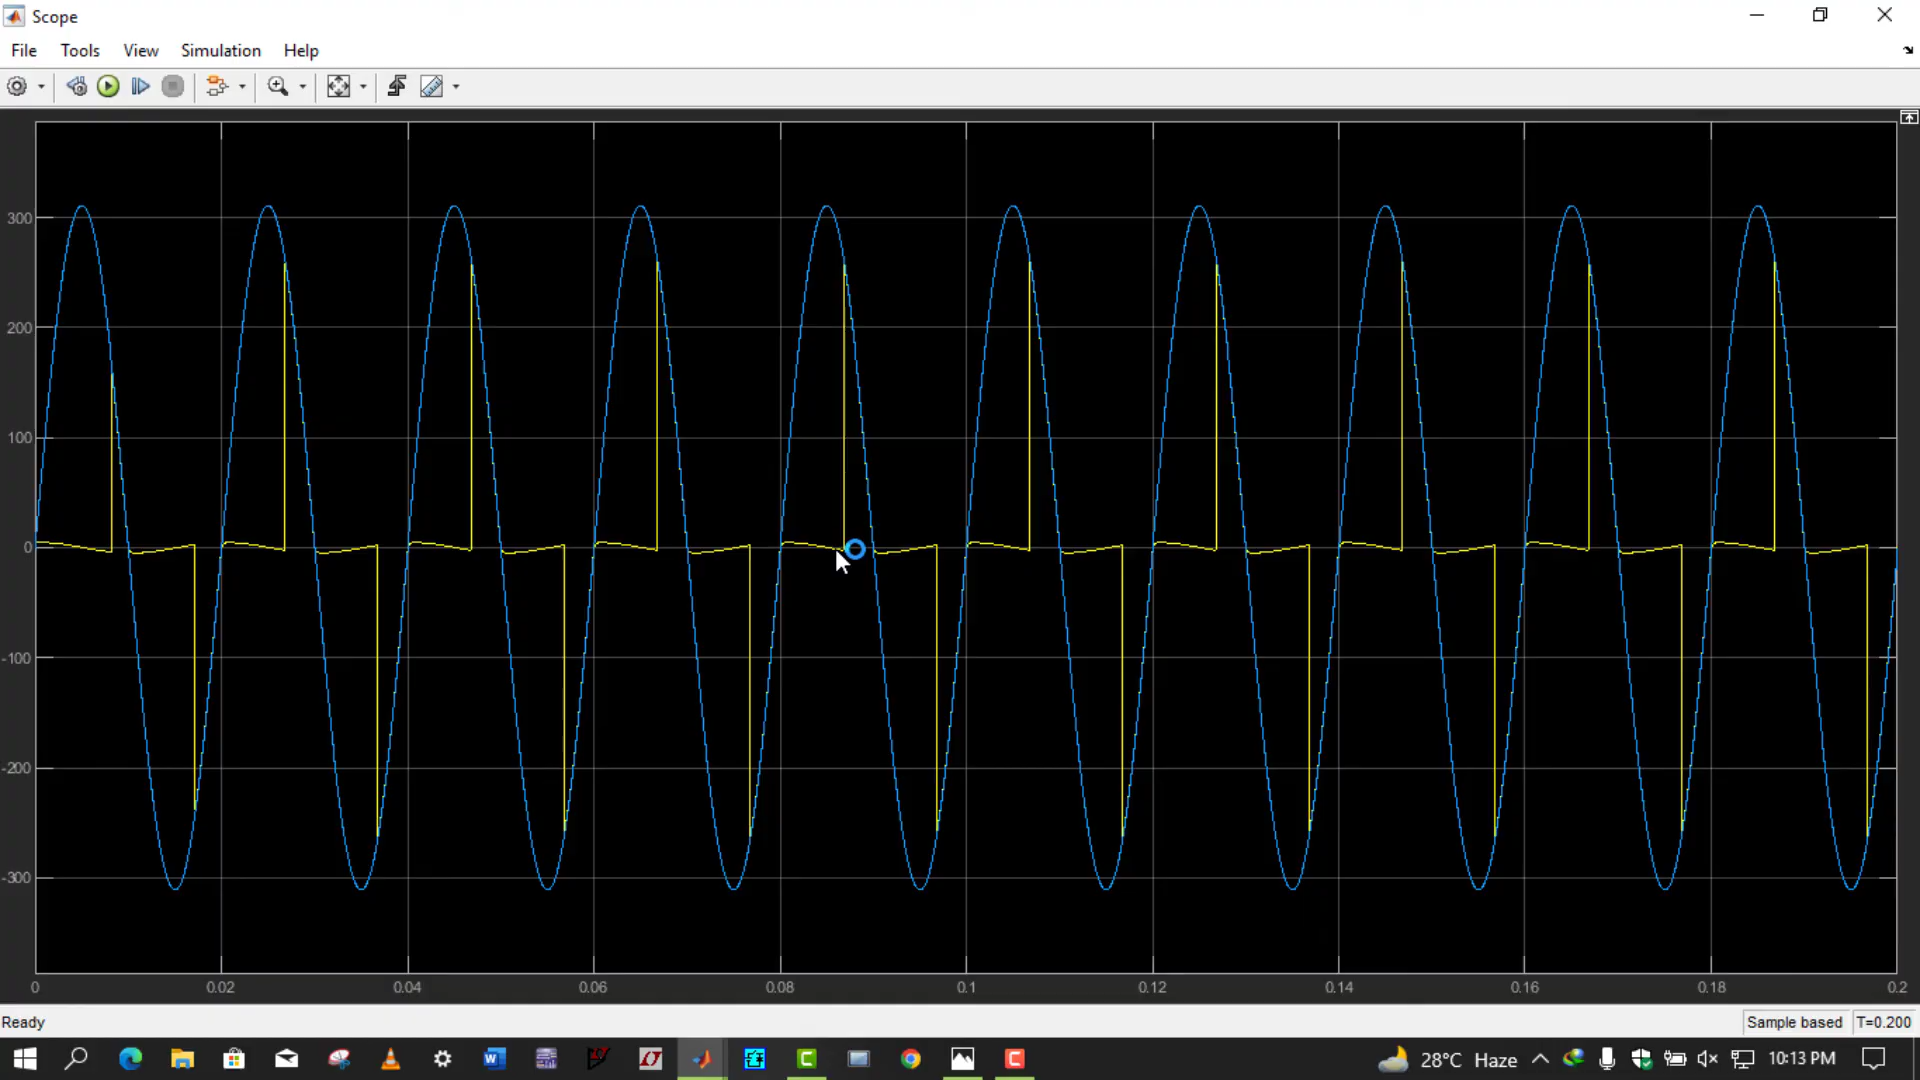 Scope
File Tools View Simulation Help
300
200
100
0
-100
-200
-300
0 0.02 0.04 0.06 0.08 0.1 0.12 0.14 0.16 0.18 0.2
Ready Sample based T=0.200
28°C Haze 10:13 PM